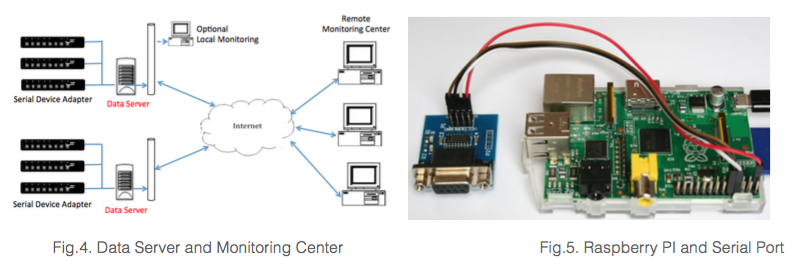 Optional
Local Monitoring
Remote
Monitoring Center
Serial Device Adapter
Data Server
Internet
Serial Device Adapter
Data Server
Fig.4. Data Server and Monitoring Center
Fig.5. Raspberry PI and Serial Port